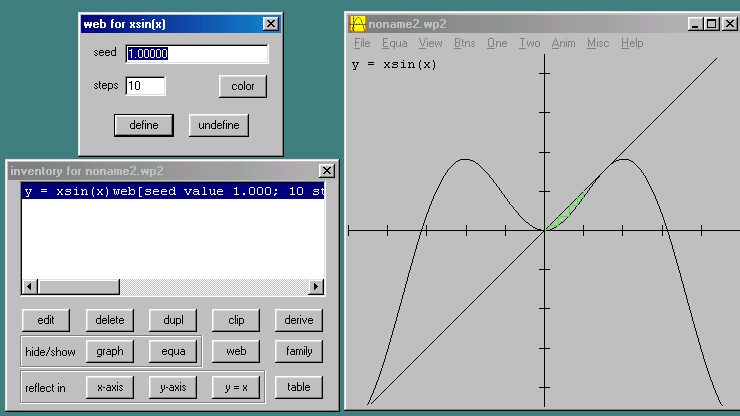 web for xsin(x)
seed 1.00000
steps 10 color
define undefine
inventory for noname2.wp2
y = xsin(x)web[seed value 1.000; 10 st
edit delete dupl clip derive
hide/show graph equa web family
reflect in x-axis y-axis y = x table
noname2.wp2
File Equa View Btns One Two Anim Misc Help
y = xsin(x)